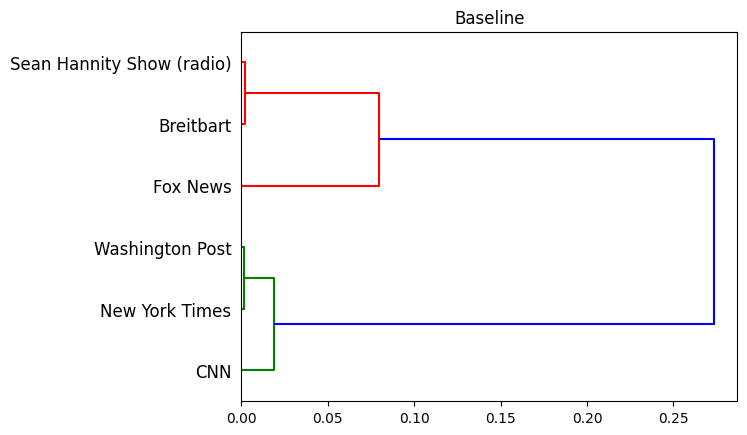 Baseline
Sean Hannity Show (radio)
Breitbart
Fox News
Washington Post
New York Times
CNN
0.00 0.05 0.10 0.15 0.20 0.25